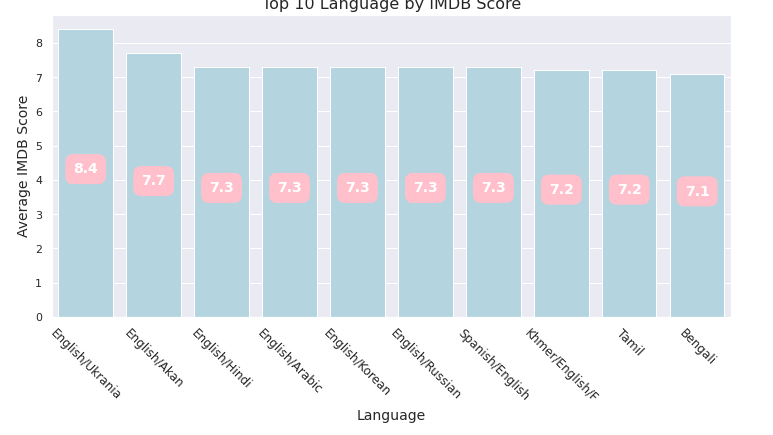 Top 10 Language by IMDB Score
Average IMDB Score
8
7
6
5
4
3
2
1
0
8.4
7.7
7.3
7.3
7.3
7.3
7.3
7.2
7.2
7.1
English/Ukrania
English/Akan
English/Hindi
English/Arabic
English/Korean
English/Russian
Spanish/English
Khmer/English/F
Tamil
Bengali
Language